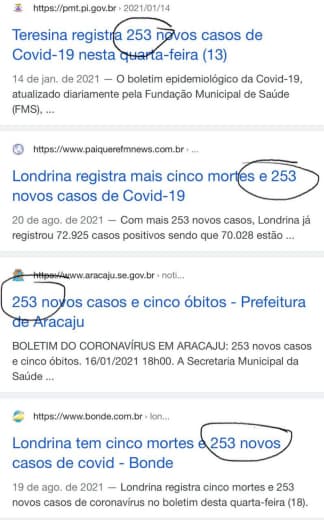 https://pmt.pi.gov.br › 2021/01/14
Teresina registra 253 novos casos de
Covid-19 nesta quarta-feira (13)
14 de jan. de 2021 — O boletim epidemiológico da Covid-19,
atualizado diariamente pela Fundação Municipal de Saúde
(FMS), ...
https://www.paiquerefmnews.com.br › ...
Londrina registra mais cinco mortes e 253
novos casos de Covid-19
20 de ago. de 2021 — Com mais 253 novos casos, Londrina já
registrou 72.925 casos positivos sendo que 70.028 estão ...
https://www.aracaju.se.gov.br › noti...
253 novos casos e cinco óbitos - Prefeitura
de Aracaju
BOLETIM DO CORONAVÍRUS EM ARACAJU: 253 novos casos
e cinco óbitos. 16/01/2021 18h00. A Secretaria Municipal da
Saúde ...
https://www.bonde.com.br › lon...
Londrina tem cinco mortes e 253 novos
casos de covid - Bonde
19 de ago. de 2021 — Londrina registra cinco mortes e 253
novos casos de coronavírus no boletim desta quarta-feira (18).